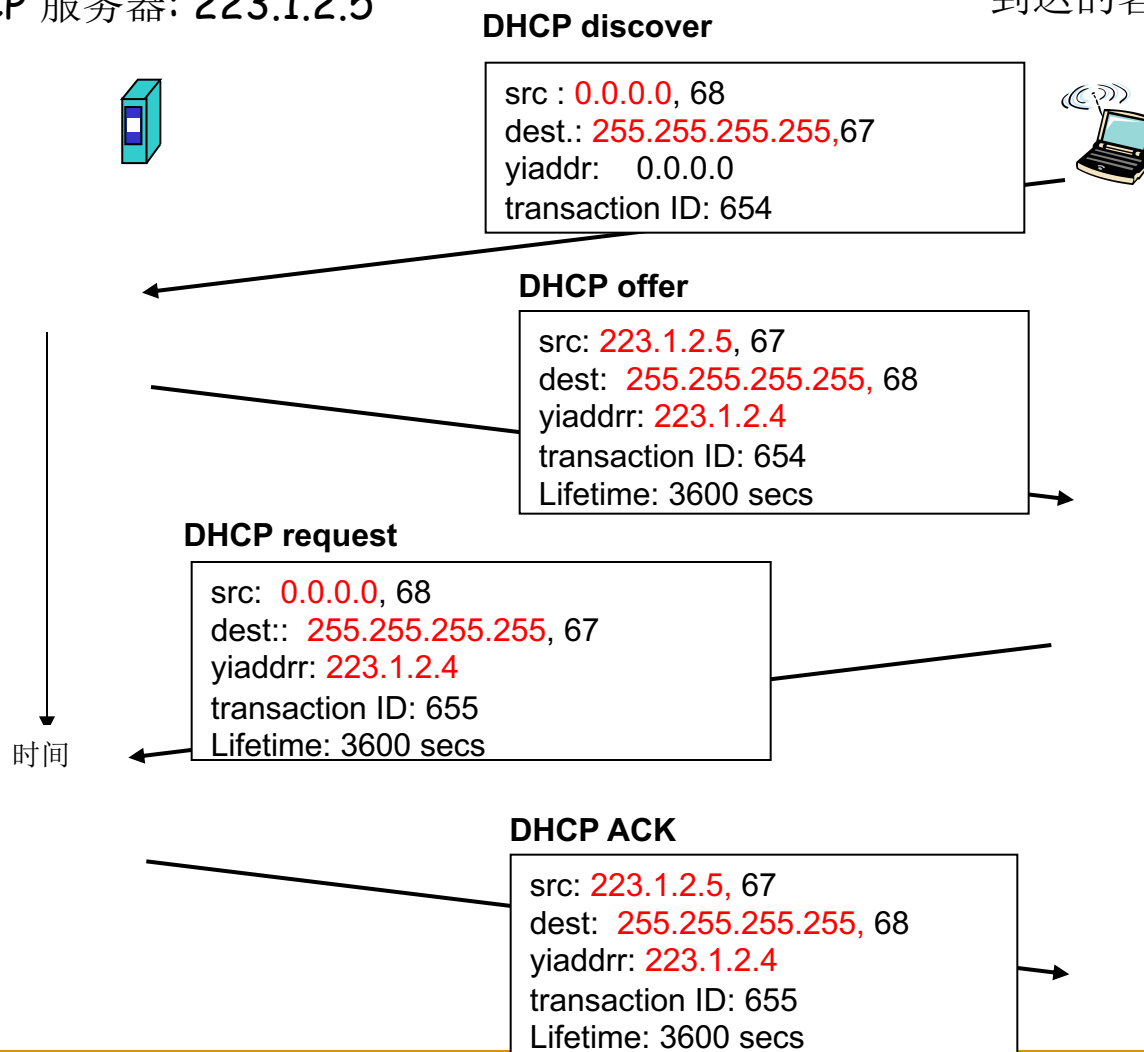 CP 服务器: 223.1.2.5
到达的客
DHCP discover
src : 0.0.0.0, 68
dest.: 255.255.255.255,67
yiaddr: 0.0.0.0
transaction ID: 654
DHCP offer
src: 223.1.2.5, 67
dest: 255.255.255.255, 68
yiaddrr: 223.1.2.4
transaction ID: 654
Lifetime: 3600 secs
DHCP request
src: 0.0.0.0, 68
dest:: 255.255.255.255, 67
yiaddrr: 223.1.2.4
transaction ID: 655
Lifetime: 3600 secs
时间
DHCP ACK
src: 223.1.2.5, 67
dest: 255.255.255.255, 68
yiaddrr: 223.1.2.4
transaction ID: 655
Lifetime: 3600 secs